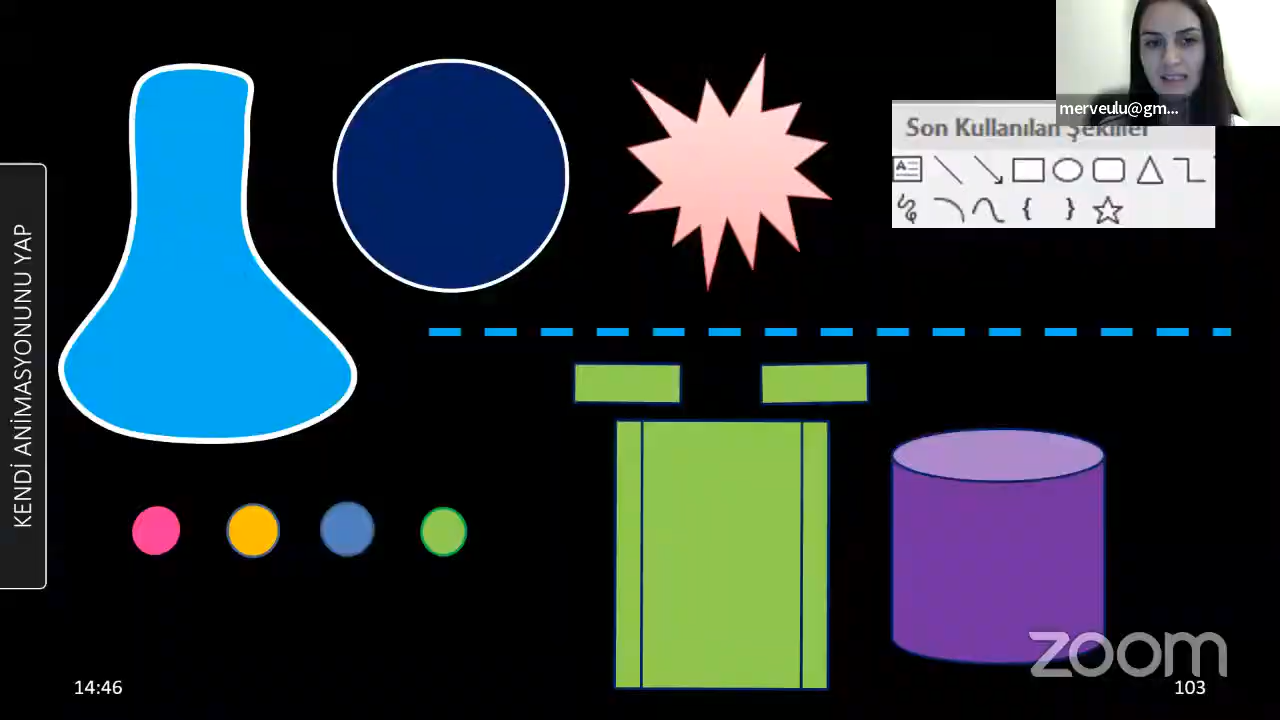 merveulu@gm...
Son Kullanılan Şekiller
KENDİ ANİMASYONUNU YAP
zoom
14:46
103